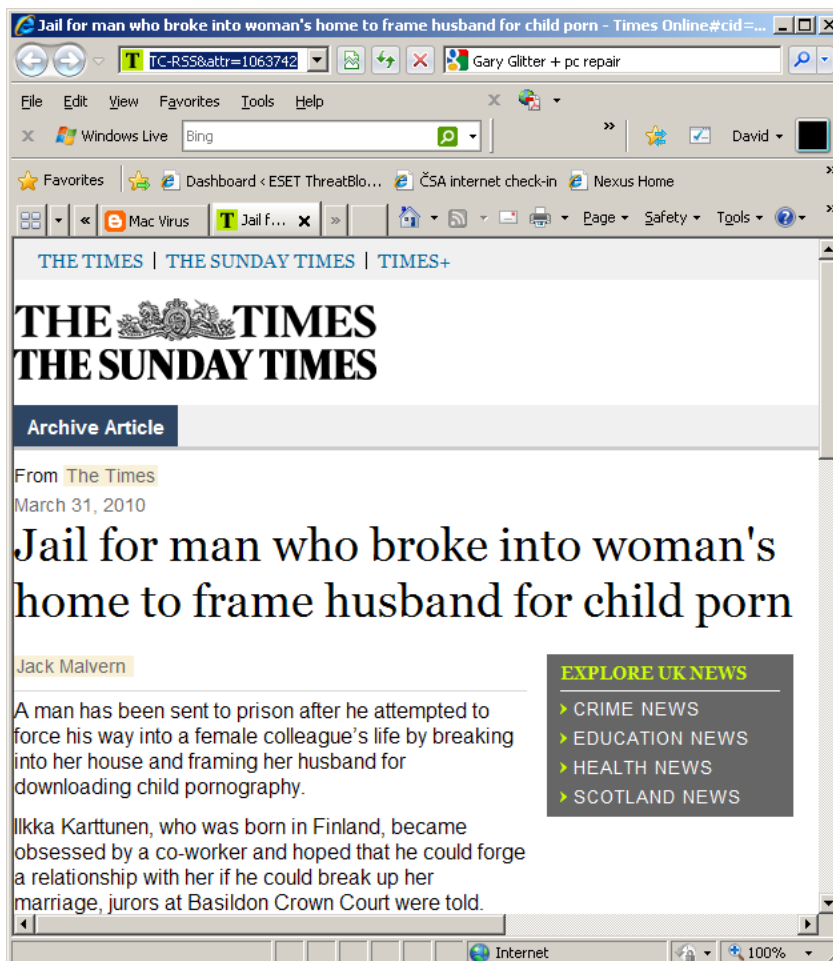 Jail for man who broke into woman's home to frame husband for child porn - Times Online#cid=...
TC-RSS&attr=1063742
Gary Glitter + pc repair
File Edit View Favorites Tools Help
Windows Live Bing David
Favorites Dashboard ‹ ESET ThreatBlo... ČSA internet check-in Nexus Home
Mac Virus T Jail f... Page Safety Tools
THE TIMES | THE SUNDAY TIMES | TIMES+
THE TIMES
THE SUNDAY TIMES
Archive Article
From The Times
March 31, 2010
Jail for man who broke into woman's
home to frame husband for child porn
Jack Malvern
A man has been sent to prison after he attempted to
force his way into a female colleague's life by breaking
into her house and framing her husband for
downloading child pornography.
Ilkka Karttunen, who was born in Finland, became
obsessed by a co-worker and hoped that he could forge
a relationship with her if he could break up her
marriage, jurors at Basildon Crown Court were told.
EXPLORE UK NEWS
› CRIME NEWS
› EDUCATION NEWS
› HEALTH NEWS
› SCOTLAND NEWS
Internet 100%